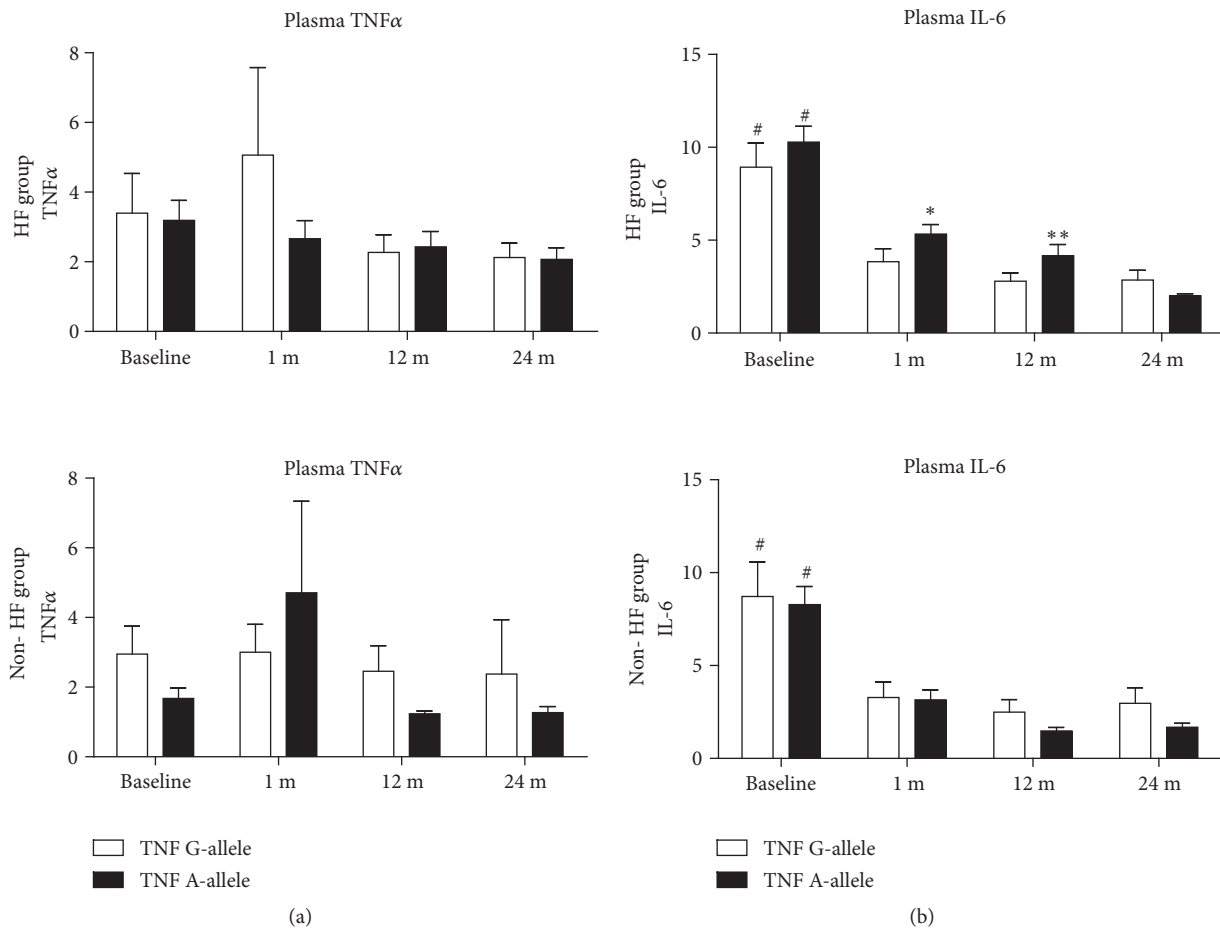 Plasma TNFα
8
6
4
2
0
HF group
TNFα
Baseline 1 m 12 m 24 m
Plasma IL-6
15
10
5
0
HF group
IL-6
# # * **
Baseline 1 m 12 m 24 m
Plasma TNFα
8
6
4
2
0
Non- HF group
TNFα
Baseline 1 m 12 m 24 m
TNF G-allele
TNF A-allele
(a)
Plasma IL-6
15
10
5
0
Non- HF group
IL-6
# #
Baseline 1 m 12 m 24 m
TNF G-allele
TNF A-allele
(b)